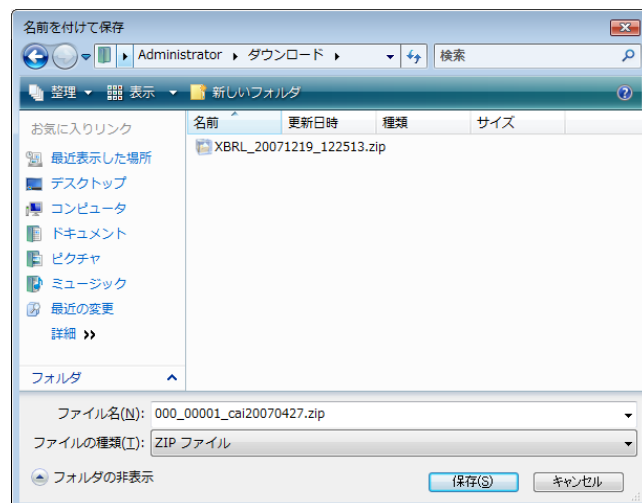 名前を付けて保存
Administrator ダウンロード 検索
整理 表示 新しいフォルダ
お気に入りリンク
名前 更新日時 種類 サイズ
XBRL_20071219_122513.zip
最近表示した場所
デスクトップ
コンピュータ
ドキュメント
ピクチャ
ミュージック
最近の変更
詳細 >>
フォルダ
ファイル名(N): 000_00001_cai20070427.zip
ファイルの種類(T): ZIP ファイル
フォルダの非表示 保存(S) キャンセル